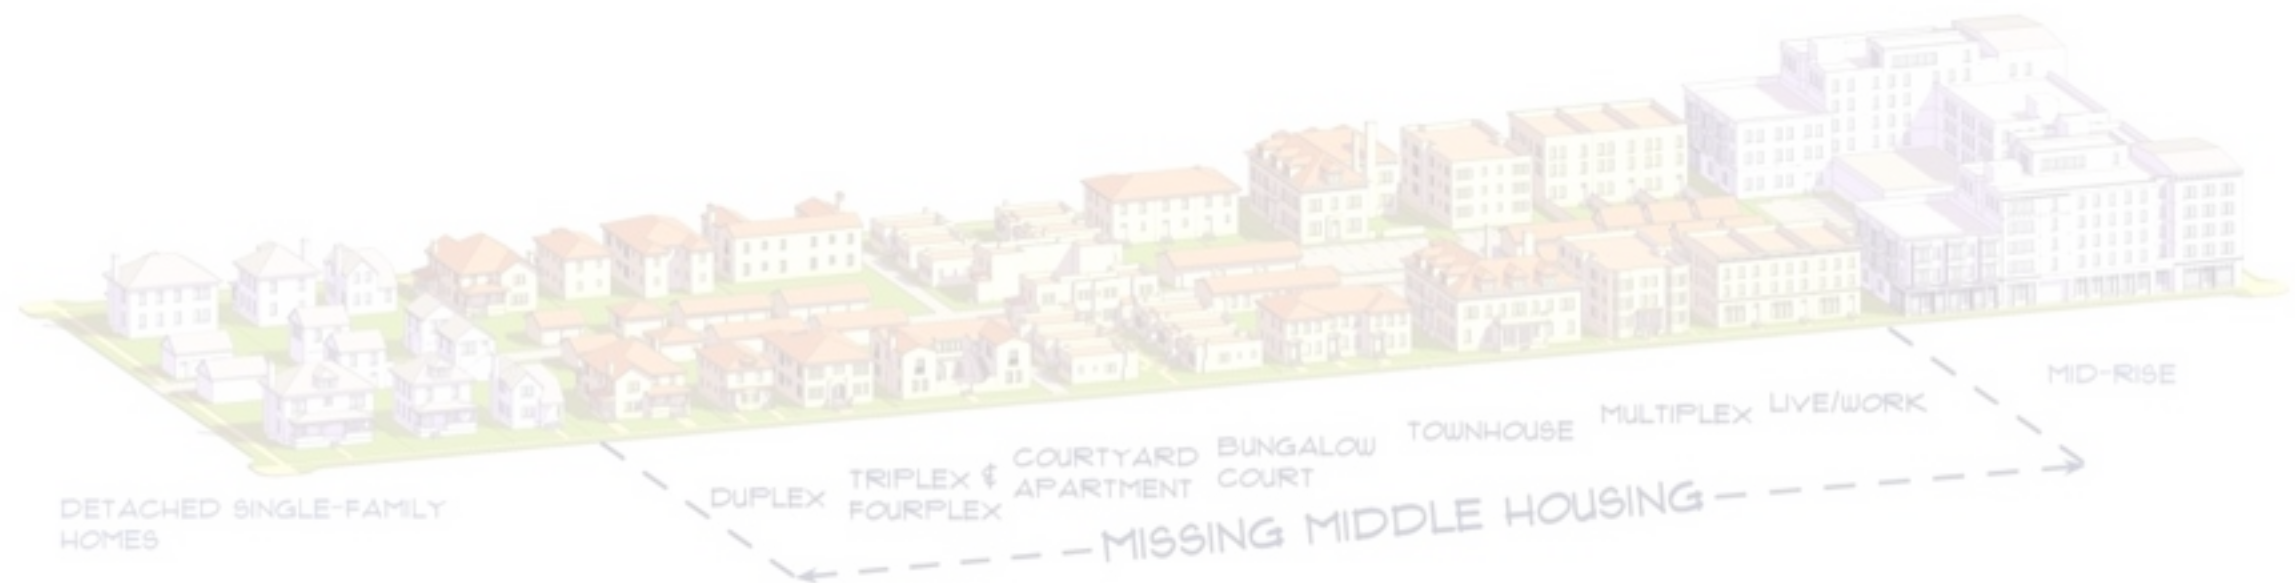 DETACHED SINGLE-FAMILY
HOMES
DUPLEX
TRIPLEX &
FOURPLEX
COURTYARD
APARTMENT
BUNGALOW
COURT
TOWNHOUSE
MULTIPLEX
LIVE/WORK
MID-RISE
MISSING MIDDLE HOUSING